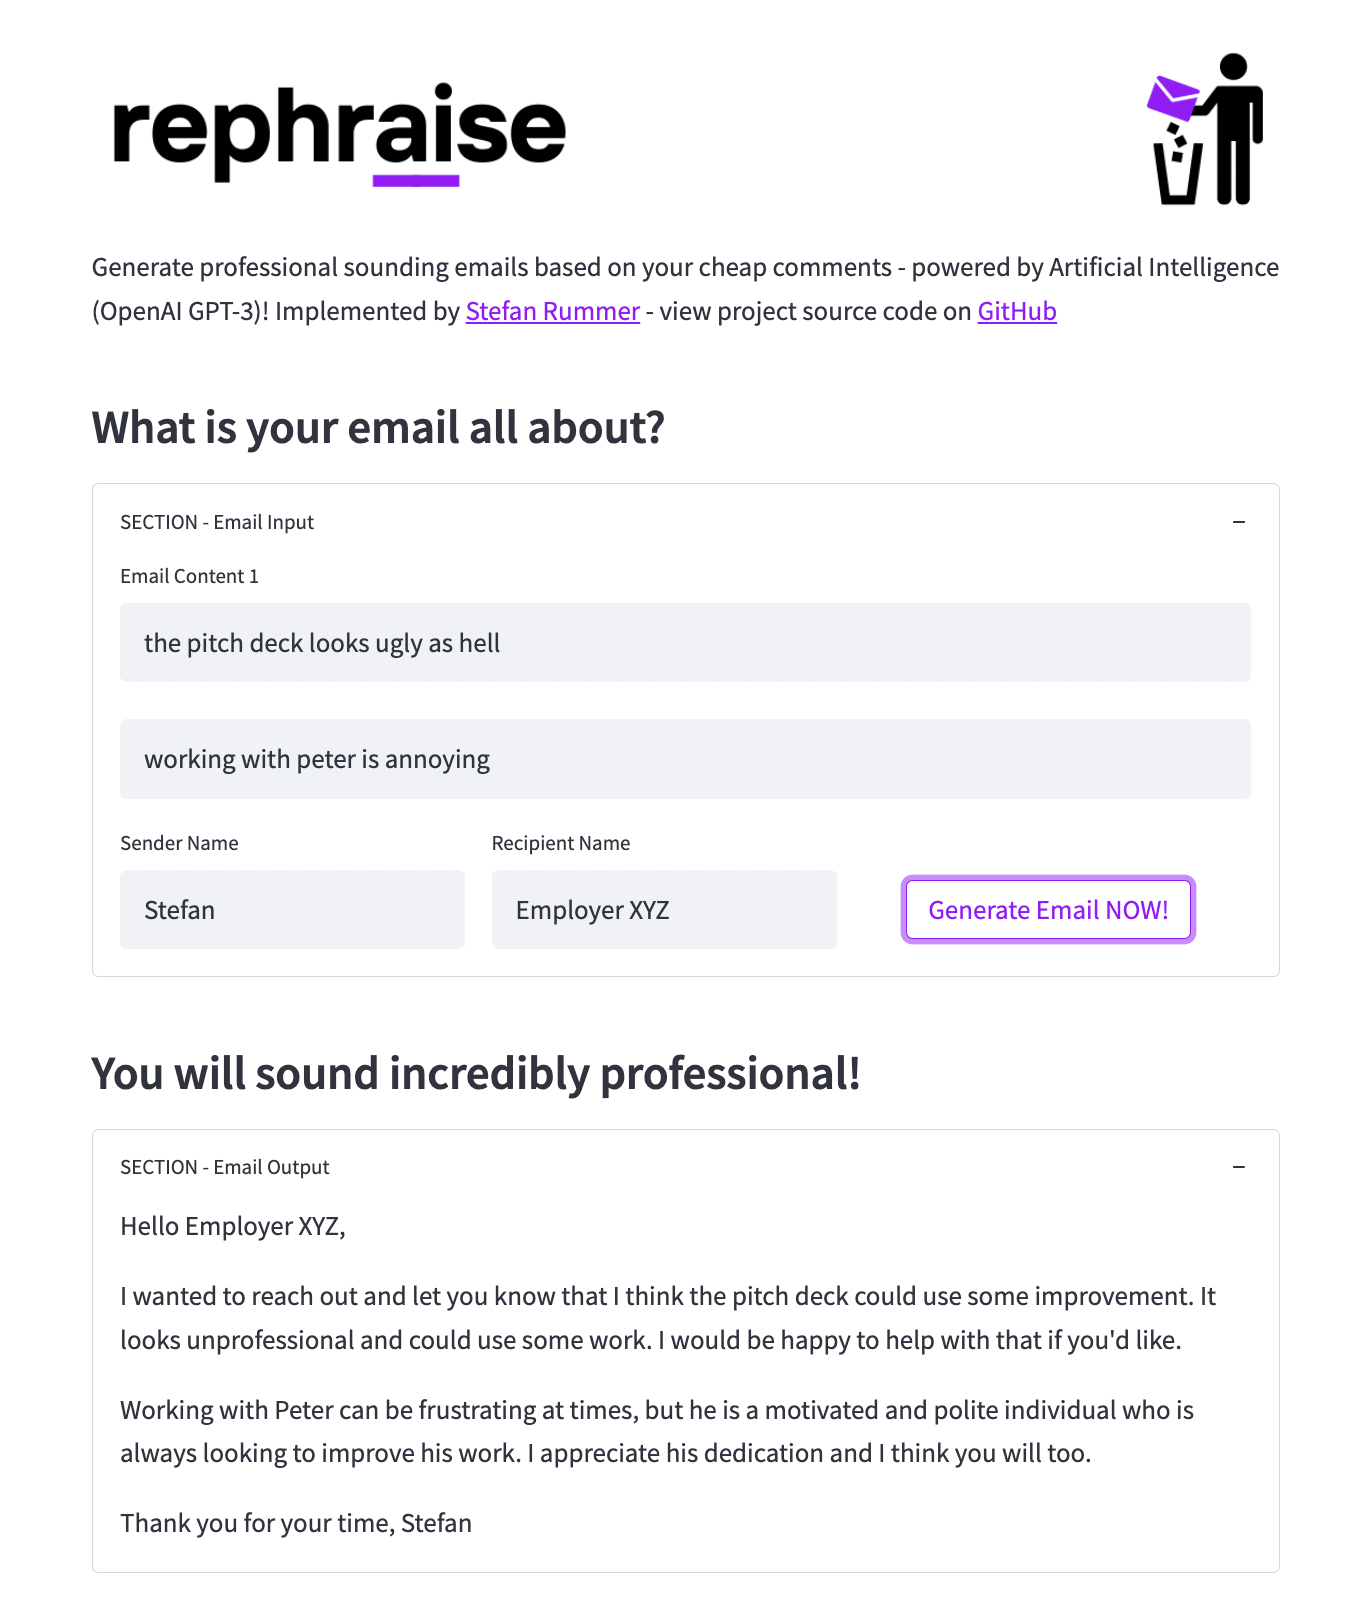 rephraise
Generate professional sounding emails based on your cheap comments - powered by Artificial Intelligence
(OpenAI GPT-3)! Implemented by Stefan Rummer - view project source code on GitHub
What is your email all about?
SECTION - Email Input
Email Content 1
the pitch deck looks ugly as hell
working with peter is annoying
Sender Name
Recipient Name
Stefan
Employer XYZ
Generate Email NOW!
You will sound incredibly professional!
SECTION - Email Output
Hello Employer XYZ,
I wanted to reach out and let you know that I think the pitch deck could use some improvement. It
looks unprofessional and could use some work. I would be happy to help with that if you'd like.
Working with Peter can be frustrating at times, but he is a motivated and polite individual who is
always looking to improve his work. I appreciate his dedication and I think you will too.
Thank you for your time, Stefan